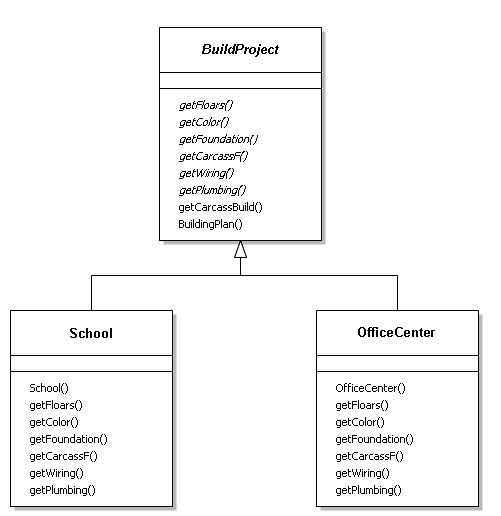 BuildProject
getFloars()
getColor()
getFoundation()
getCarcassF()
getWiring()
getPlumbing()
getCarcassBuild()
BuildingPlan()
School
School()
getFloars()
getColor()
getFoundation()
getCarcassF()
getWiring()
getPlumbing()
OfficeCenter
OfficeCenter()
getFloars()
getColor()
getFoundation()
getCarcassF()
getWiring()
getPlumbing()